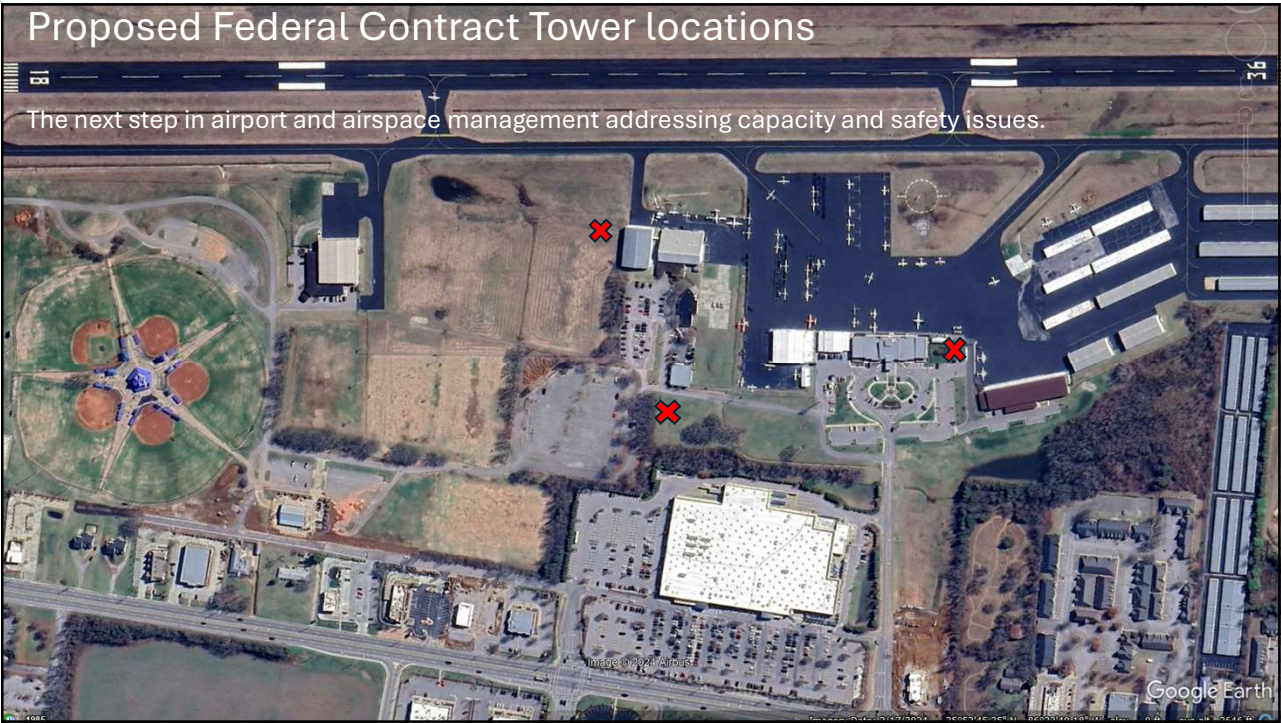 Proposed Federal Contract Tower locations
18
36
The next step in airport and airspace management addressing capacity and safety issues.
Image © 2024 Airbus
Google Earth
1985